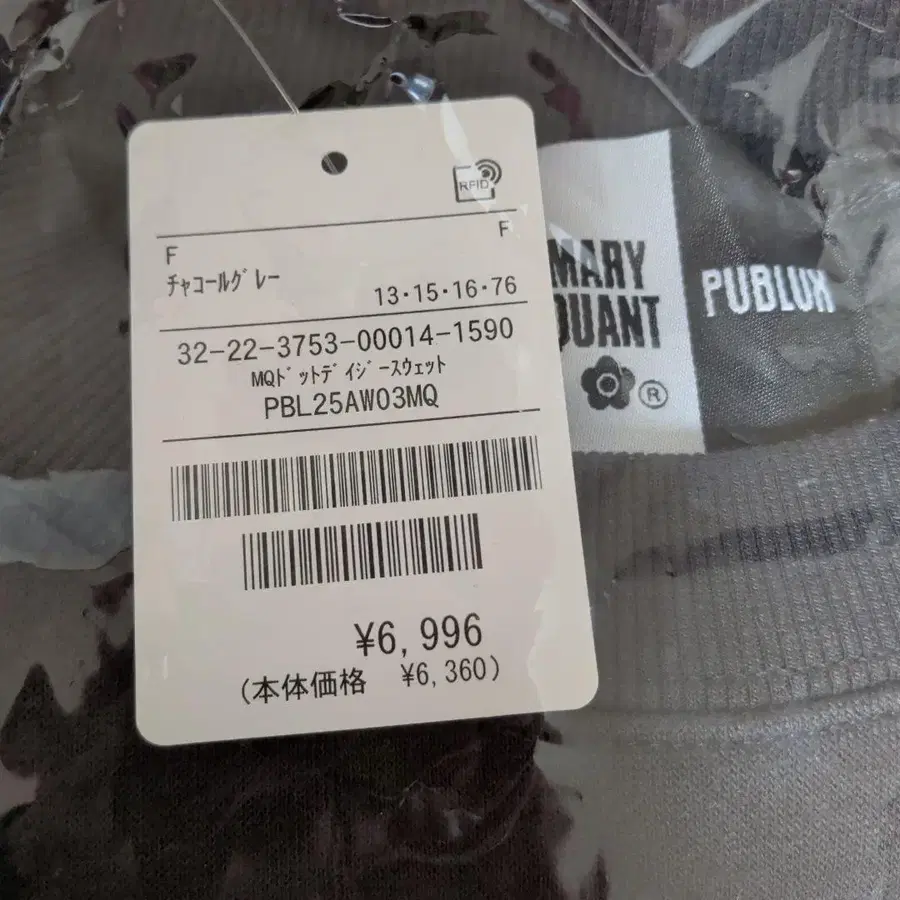 RFID
F F
チャコールグレー
13・15・16・76
32-22-3753-00014-1590
MQドットデイジースウェット
PBL25AW03MQ
¥6,996
(本体価格 ¥6,360)
MARY
QUANT
®
PUBLUX